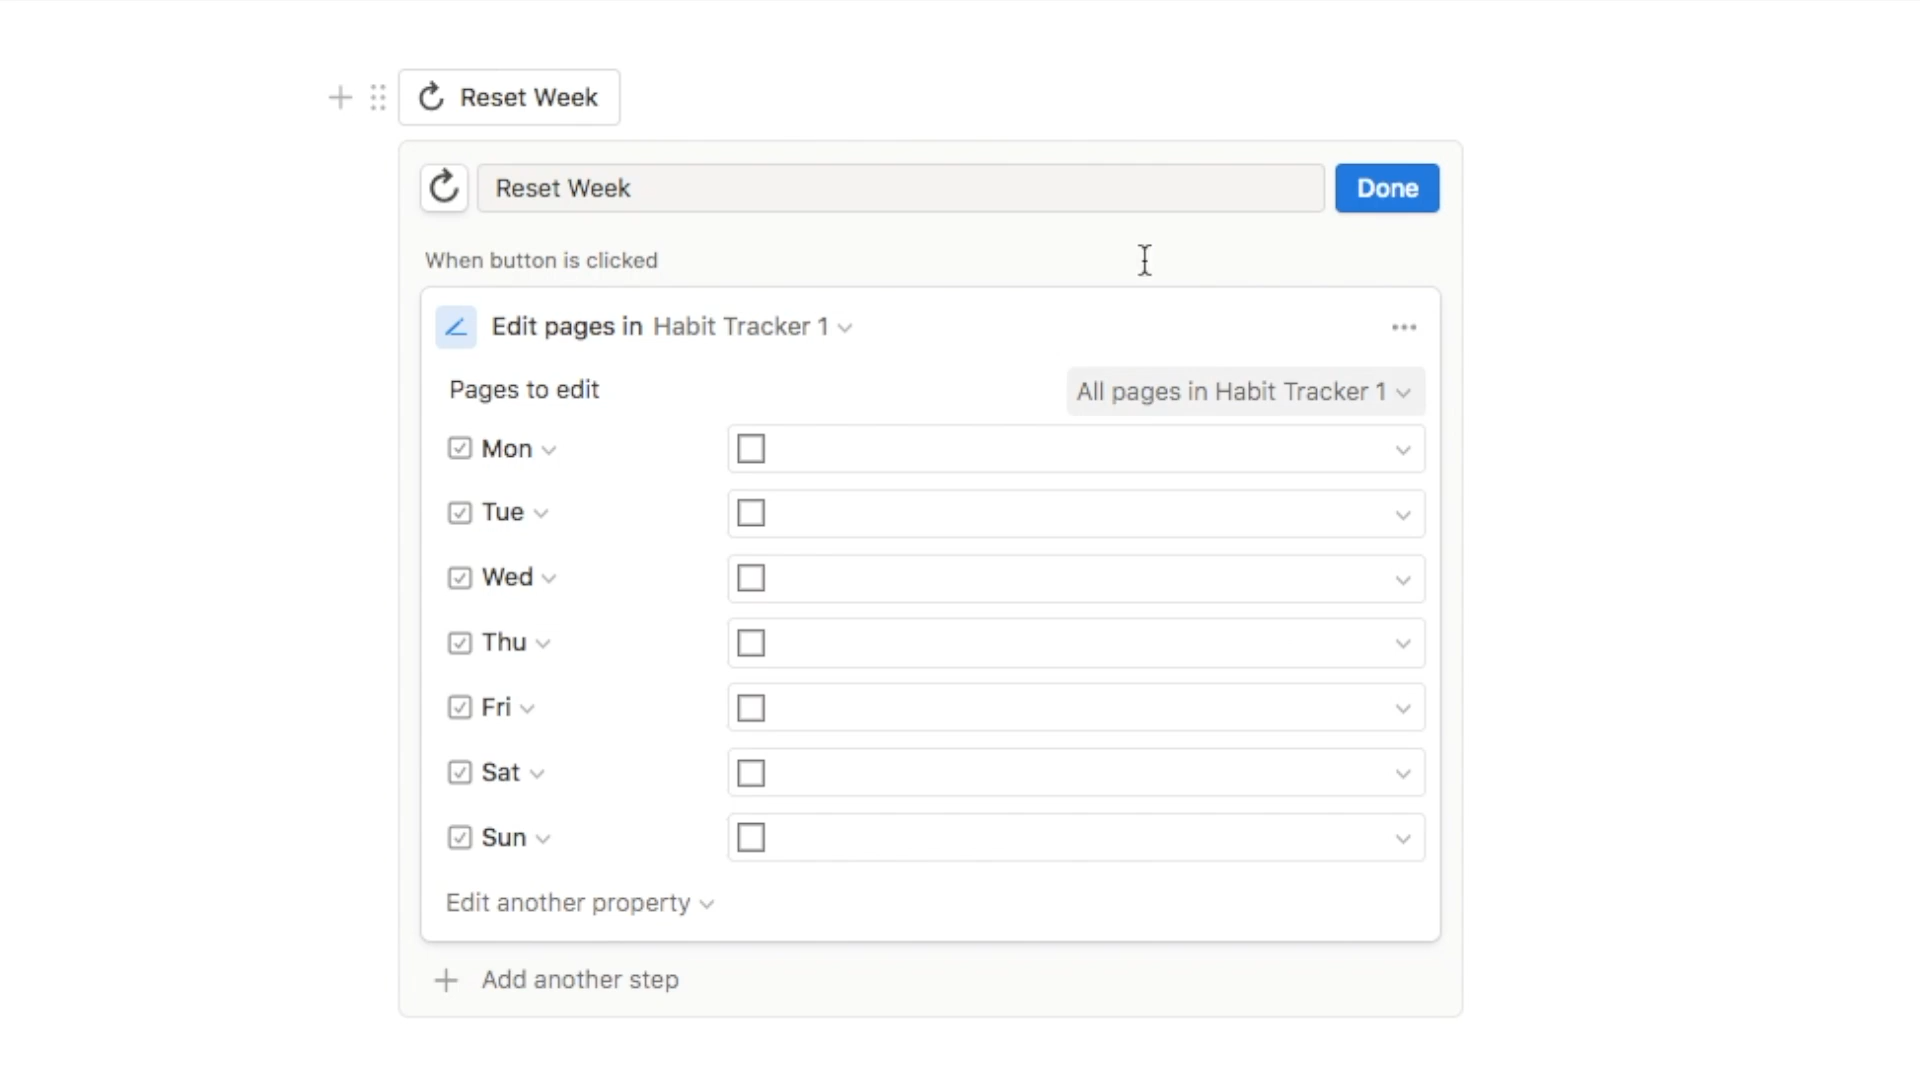 Reset Week
Reset Week
Done
When button is clicked
Edit pages in Habit Tracker 1
Pages to edit
All pages in Habit Tracker 1
Mon
Tue
Wed
Thu
Fri
Sat
Sun
Edit another property
Add another step